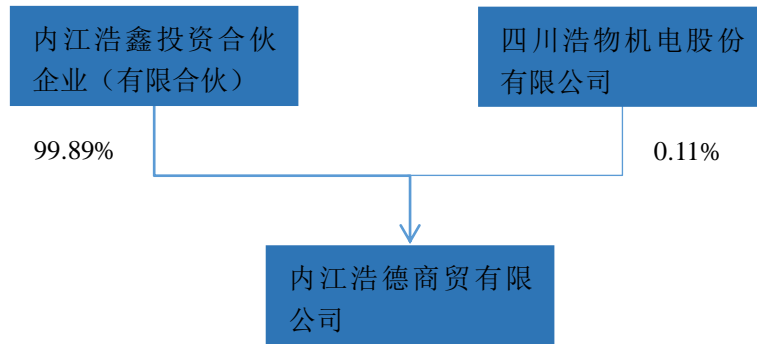 内江浩鑫投资合伙
企业（有限合伙）
四川浩物机电股份
有限公司
99.89%
0.11%
内江浩德商贸有限
公司